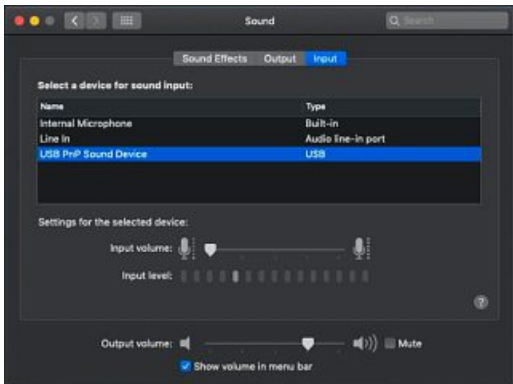 Sound
Search
Sound Effects Output Input
Select a device for sound input:
Name Type
Internal Microphone Built-in
Line In Audio line-in port
USB PnP Sound Device USB
Settings for the selected device:
Input volume:
Input level:
?
Output volume: Mute
Show volume in menu bar